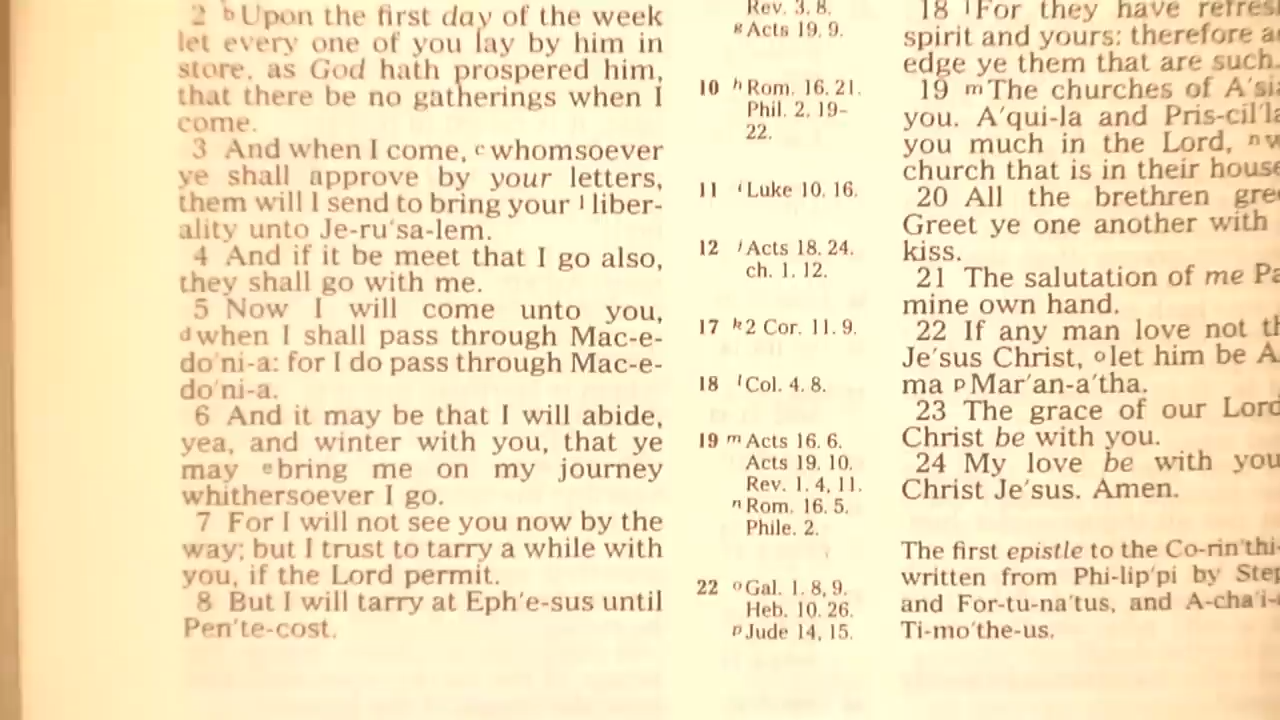 2 bUpon the first day of the week
let every one of you lay by him in
store, as God hath prospered him,
that there be no gatherings when I
come.
3 And when I come, cwhomsoever
ye shall approve by your letters,
them will I send to bring your 1liber-
ality unto Je-ru'sa-lem.
4 And if it be meet that I go also,
they shall go with me.
5 Now I will come unto you,
dwhen I shall pass through Mac-e-
do'ni-a: for I do pass through Mac-e-
do'ni-a.
6 And it may be that I will abide,
yea, and winter with you, that ye
may ebring me on my journey
whithersoever I go.
7 For I will not see you now by the
way; but I trust to tarry a while with
you, if the Lord permit.
8 But I will tarry at Eph'e-sus until
Pen'te-cost.
Rev. 3. 8.
gActs 19. 9.
10 hRom. 16. 21.
Phil. 2. 19–
22.
11 iLuke 10. 16.
12 jActs 18. 24.
ch. 1. 12.
17 k2 Cor. 11. 9.
18 lCol. 4. 8.
19 mActs 16. 6.
Acts 19. 10.
Rev. 1. 4, 11.
nRom. 16. 5.
Phile. 2.
22 oGal. 1. 8, 9.
Heb. 10. 26.
pJude 14, 15.
18 lFor they have
spirit and yours: therefore
edge ye them that are such.
19 mThe churches of
you. A'qui-la and
you much in the Lord,
church that is in their house
20 All the brethren
Greet ye one another with
kiss.
21 The salutation of me
mine own hand.
22 If any man love not
Je'sus Christ, olet him be
ma pMar'an-a'tha.
23 The grace of our Lord
Christ be with you.
24 My love be with you
Christ Je'sus. Amen.
The first epistle to the Co-rin'thi-
written from Phi-lip'pi by
and For-tu-na'tus, and A-cha'i-
Ti-mo'the-us.